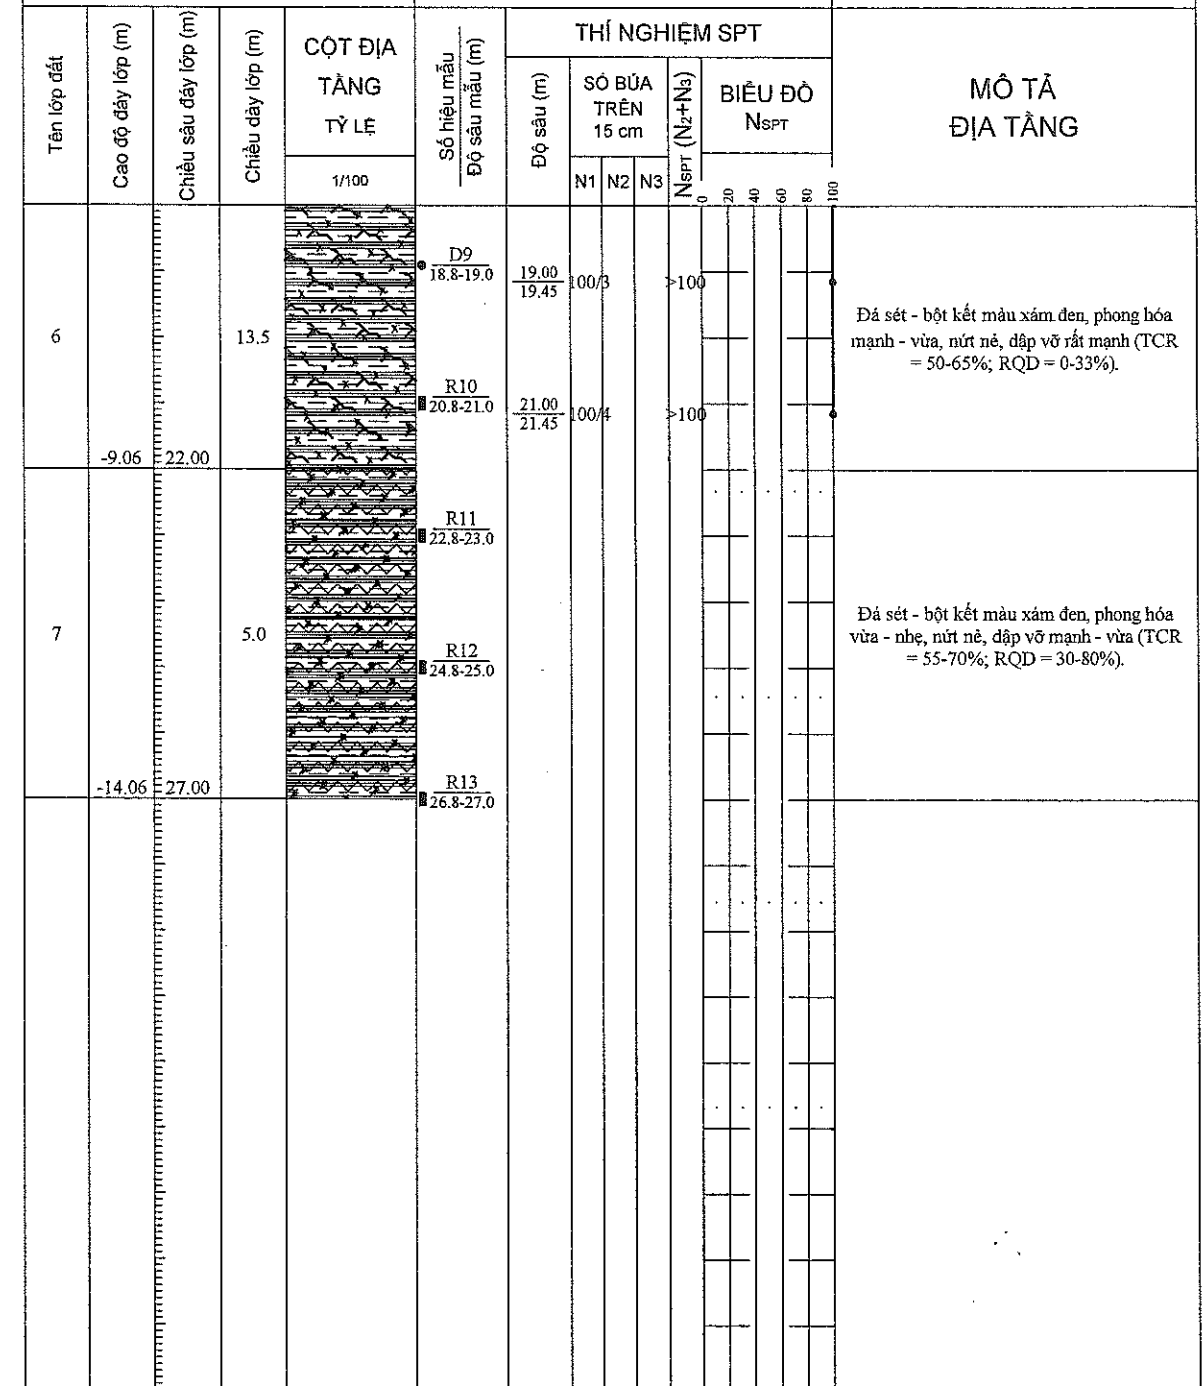 Tên lớp đất
Cao độ đáy lớp (m)
Chiều sâu đáy lớp (m)
Chiều dày lớp (m)
CỘT ĐỊA
TẦNG
TỶ LỆ
1/100
Số hiệu mẫu
Độ sâu mẫu (m)
THÍ NGHIỆM SPT
Độ sâu (m)
SỐ BÚA
TRÊN
15 cm
N1 N2 N3
NSPT (N2+N3)
BIỂU ĐỒ
NSPT
0 20 40 60 80 100
MÔ TẢ
ĐỊA TẦNG
6
-9.06
22.00
13.5
D9
18.8-19.0
19.00
19.45
100/3
>100
R10
20.8-21.0
21.00
21.45
100/4
>100
Đá sét - bột kết màu xám đen, phong hóa
mạnh - vừa, nứt nẻ, dập vỡ rất mạnh (TCR
= 50-65%; RQD = 0-33%).
7
-14.06
27.00
5.0
R11
22.8-23.0
R12
24.8-25.0
R13
26.8-27.0
Đá sét - bột kết màu xám đen, phong hóa
vừa - nhẹ, nứt nẻ, dập vỡ mạnh - vừa (TCR
= 55-70%; RQD = 30-80%).